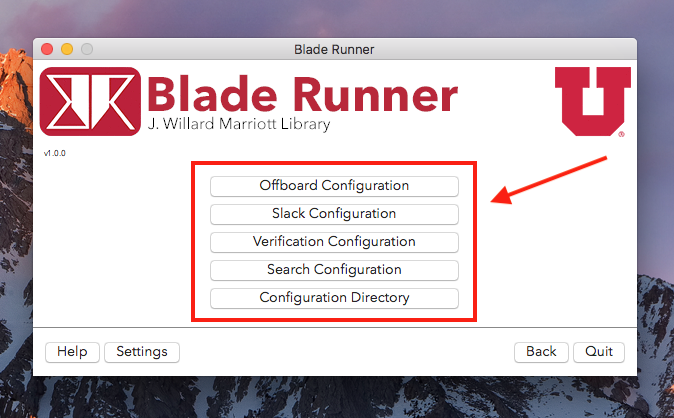 Blade Runner
Blade Runner
J. Willard Marriott Library
U®
v1.0.0
Offboard Configuration
Slack Configuration
Verification Configuration
Search Configuration
Configuration Directory
Help
Settings
Back
Quit